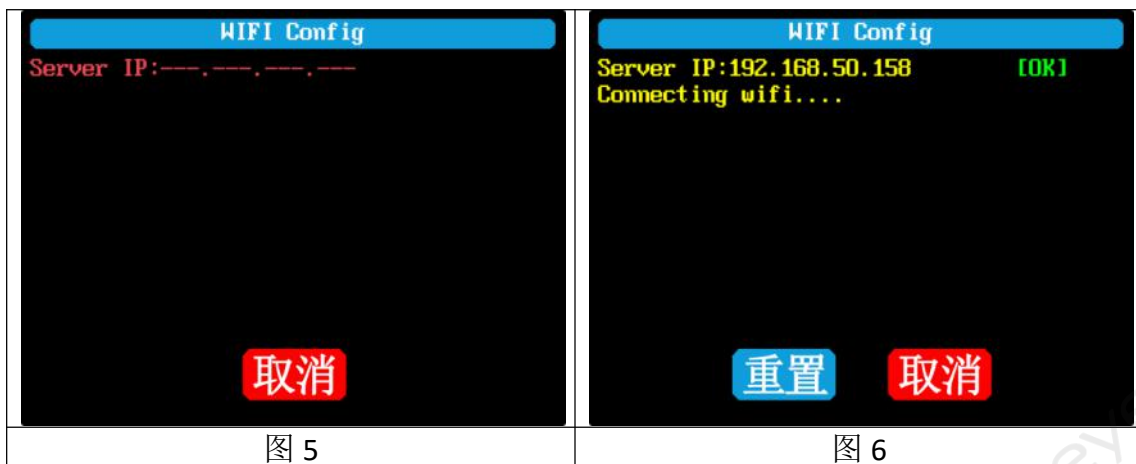 WIFI Config
Server IP:---.---.---.---
取消
图 5
WIFI Config
Server IP:192.168.50.158 [OK]
Connecting wifi....
重置 取消
图 6